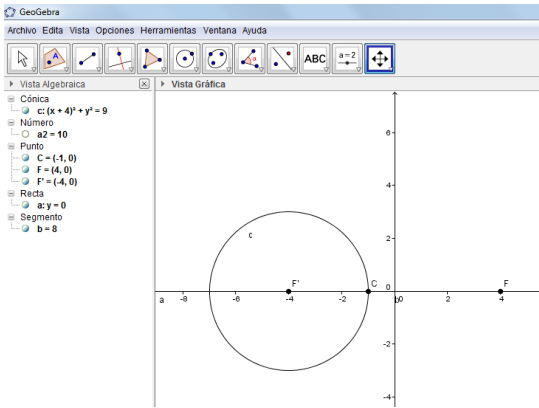 GeoGebra
Archivo Edita Vista Opciones Herramientas Ventana Ayuda
A
α
ABC
a = 2
Vista Algebraica
Vista Gráfica
Cónica
c: (x + 4)² + y² = 9
Número
a2 = 10
Punto
C = (-1, 0)
F = (4, 0)
F' = (-4, 0)
Recta
a: y = 0
Segmento
b = 8
6
4
c
2
F'
C
0
F
a
-8
-6
-4
-2
b
0
2
4
-2
-4